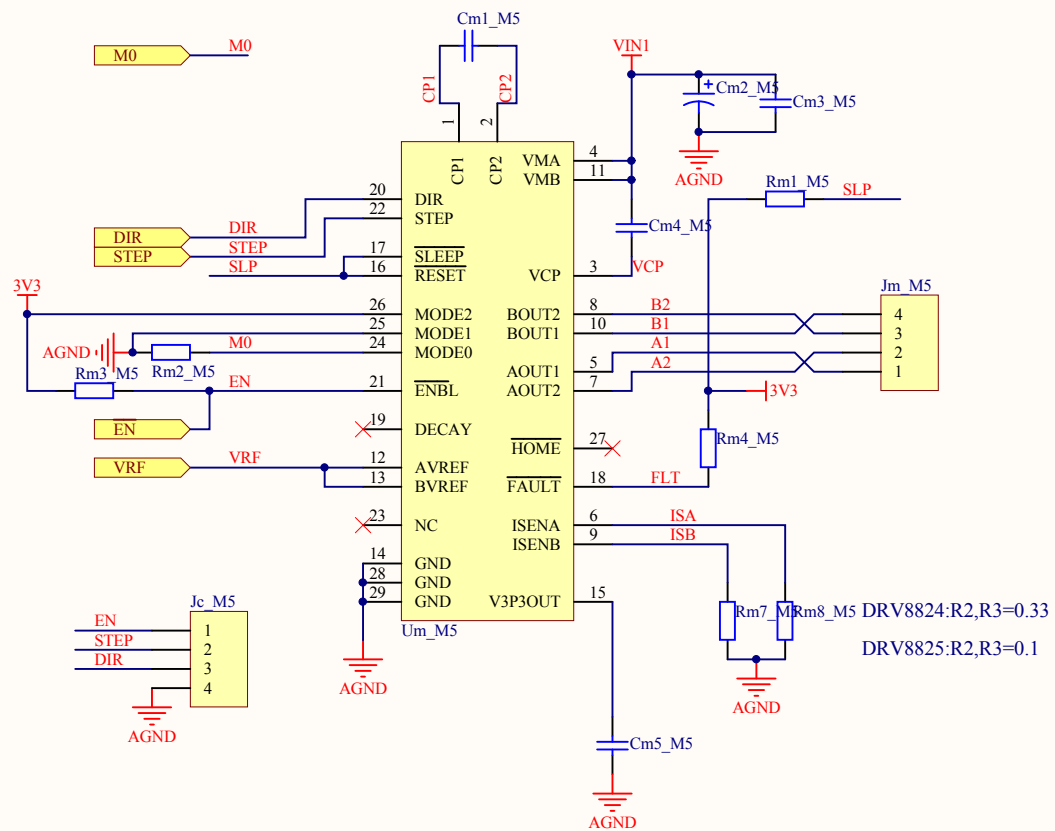 Cm1_M5
M0 M0
CP1 CP2
VIN1
Cm2_M5
Cm3_M5
AGND
1 2
CP1 CP2
VMA 4
VMB 11
Rm1_M5 SLP
20 DIR
22 STEP
Cm4_M5
DIR DIR
STEP STEP
17 SLEEP
SLP 16 RESET
VCP 3 VCP
3V3
Jm_M5
26 MODE2
BOUT2 8 B2 4
25 MODE1
BOUT1 10 B1 3
AGND M0 24 MODE0
A1 2
Rm3_M5 Rm2_M5
AOUT1 5
EN 21 ENBL
AOUT2 7 A2 1
3V3
EN
19 DECAY
Rm4_M5
HOME 27
VRF VRF 12 AVREF
13 BVREF
FAULT 18 FLT
23 NC
ISENA 6 ISA
ISENB 9 ISB
14 GND
28 GND
29 GND
V3P3OUT 15
Rm7_M5 Rm8_M5 DRV8824:R2,R3=0.33
DRV8825:R2,R3=0.1
Um_M5
Jc_M5
EN 1
STEP 2
DIR 3
4
AGND
AGND
AGND
AGND
Cm5_M5